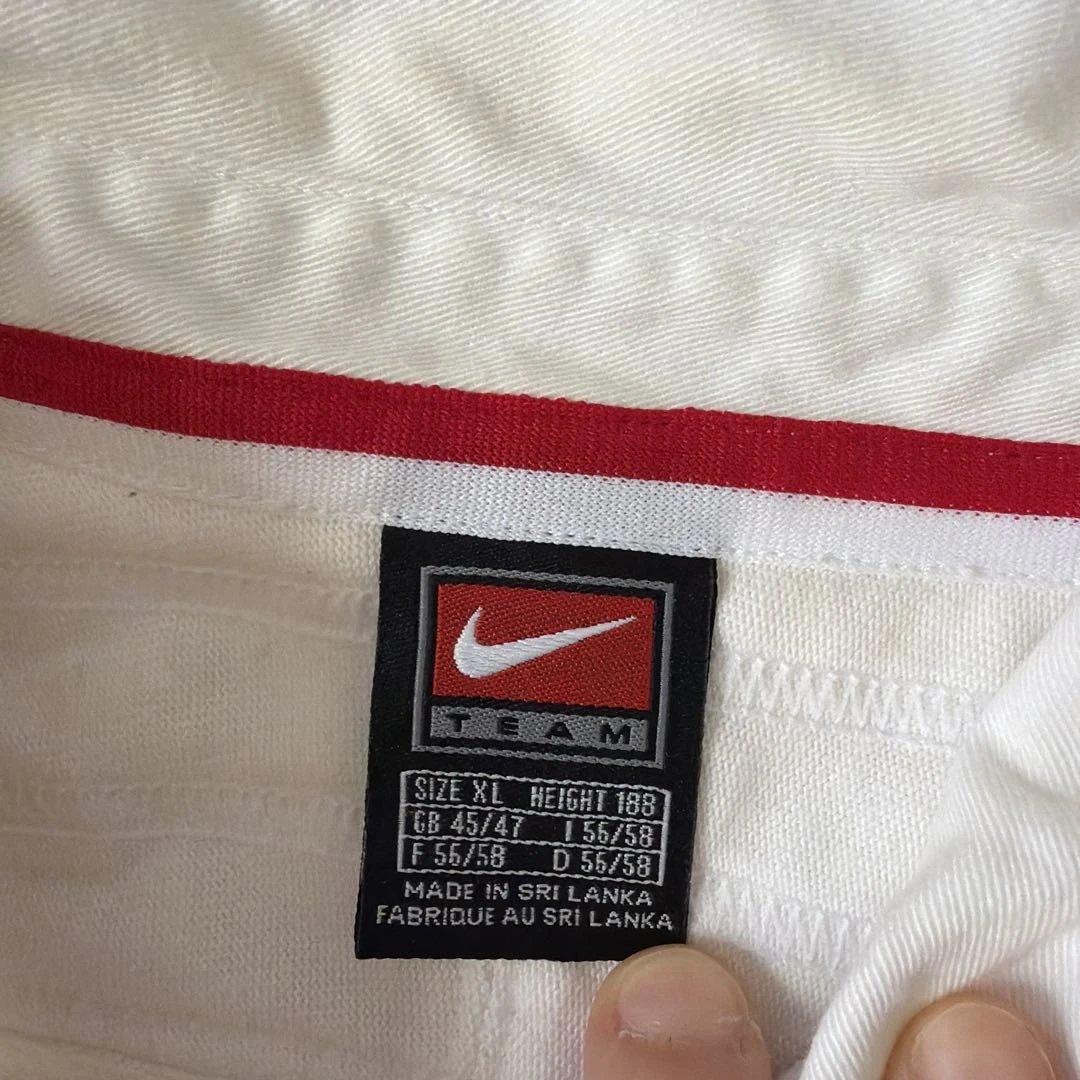 TEAM
SIZE XL HEIGHT 188
GB 45/47 I 56/58
F 56/58 D 56/58
MADE IN SRI LANKA
FABRIQUE AU SRI LANKA